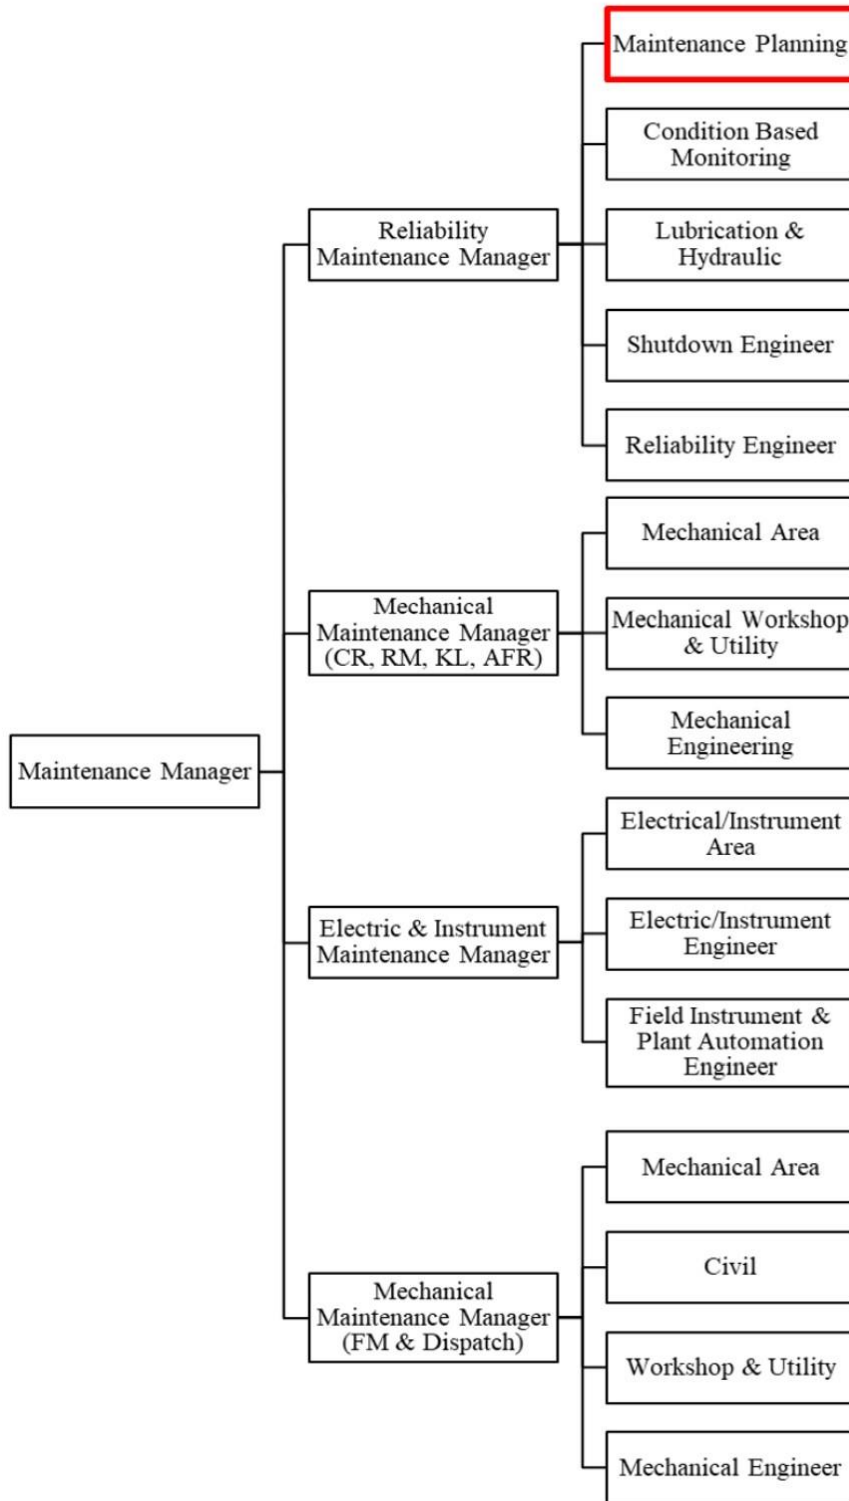 Maintenance Planning
Condition Based
Monitoring
Reliability
Maintenance Manager
Lubrication &
Hydraulic
Shutdown Engineer
Reliability Engineer
Mechanical Area
Mechanical
Maintenance Manager
(CR, RM, KL, AFR)
Mechanical Workshop
& Utility
Mechanical
Engineering
Maintenance Manager
Electrical/Instrument
Area
Electric & Instrument
Maintenance Manager
Electric/Instrument
Engineer
Field Instrument &
Plant Automation
Engineer
Mechanical Area
Civil
Mechanical
Maintenance Manager
(FM & Dispatch)
Workshop & Utility
Mechanical Engineer